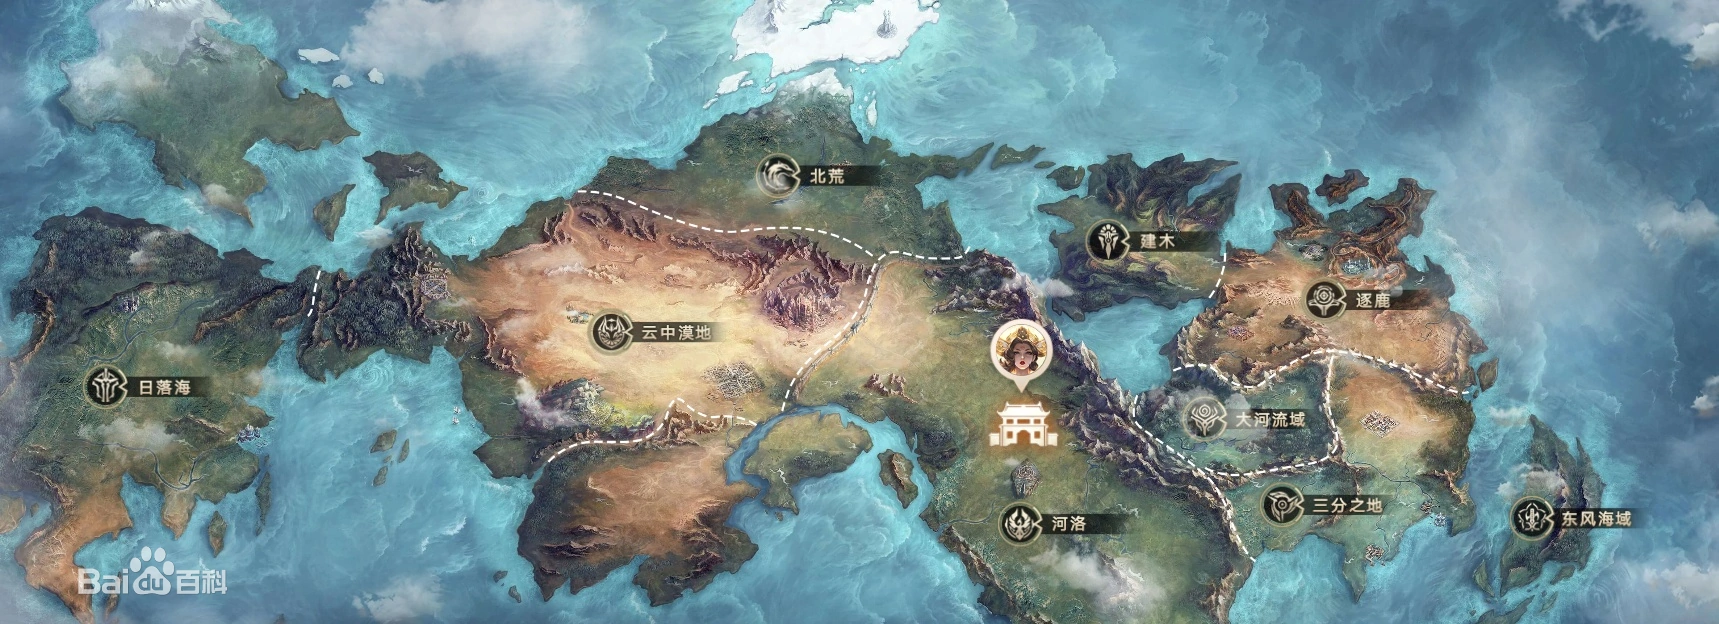 北荒
建木
逐鹿
云中漠地
日落海
大河流域
三分之地
河洛
东风海域
Baidu百科